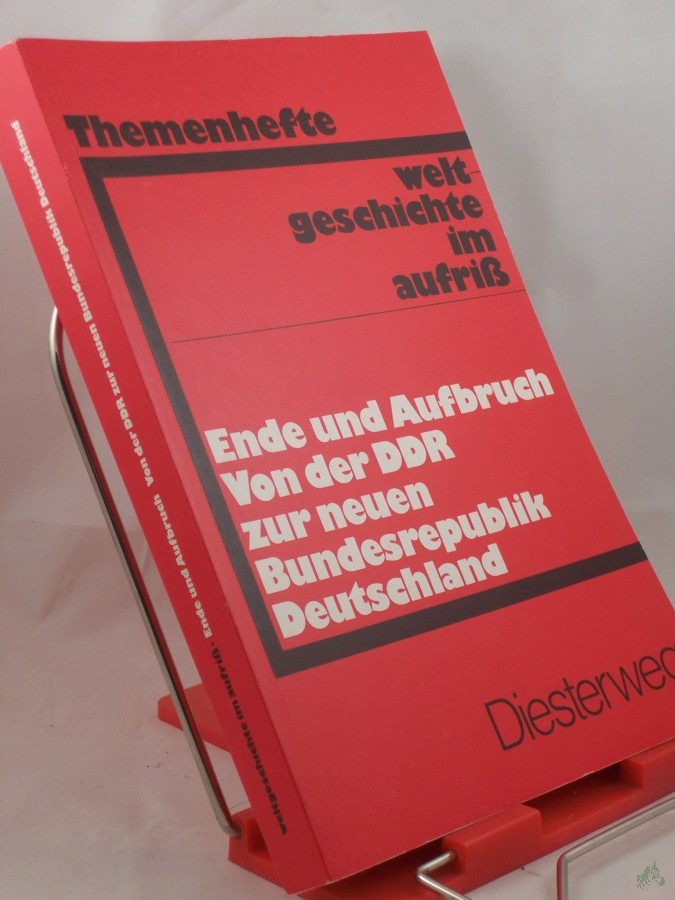 Themenhefte
welt-
geschichte
im
aufriß
Ende und Aufbruch
Von der DDR
zur neuen
Bundesrepublik
Deutschland
Diesterweg
weltgeschichte im aufriß · Ende und Aufbruch Von der DDR zur neuen Bundesrepublik Deutschland